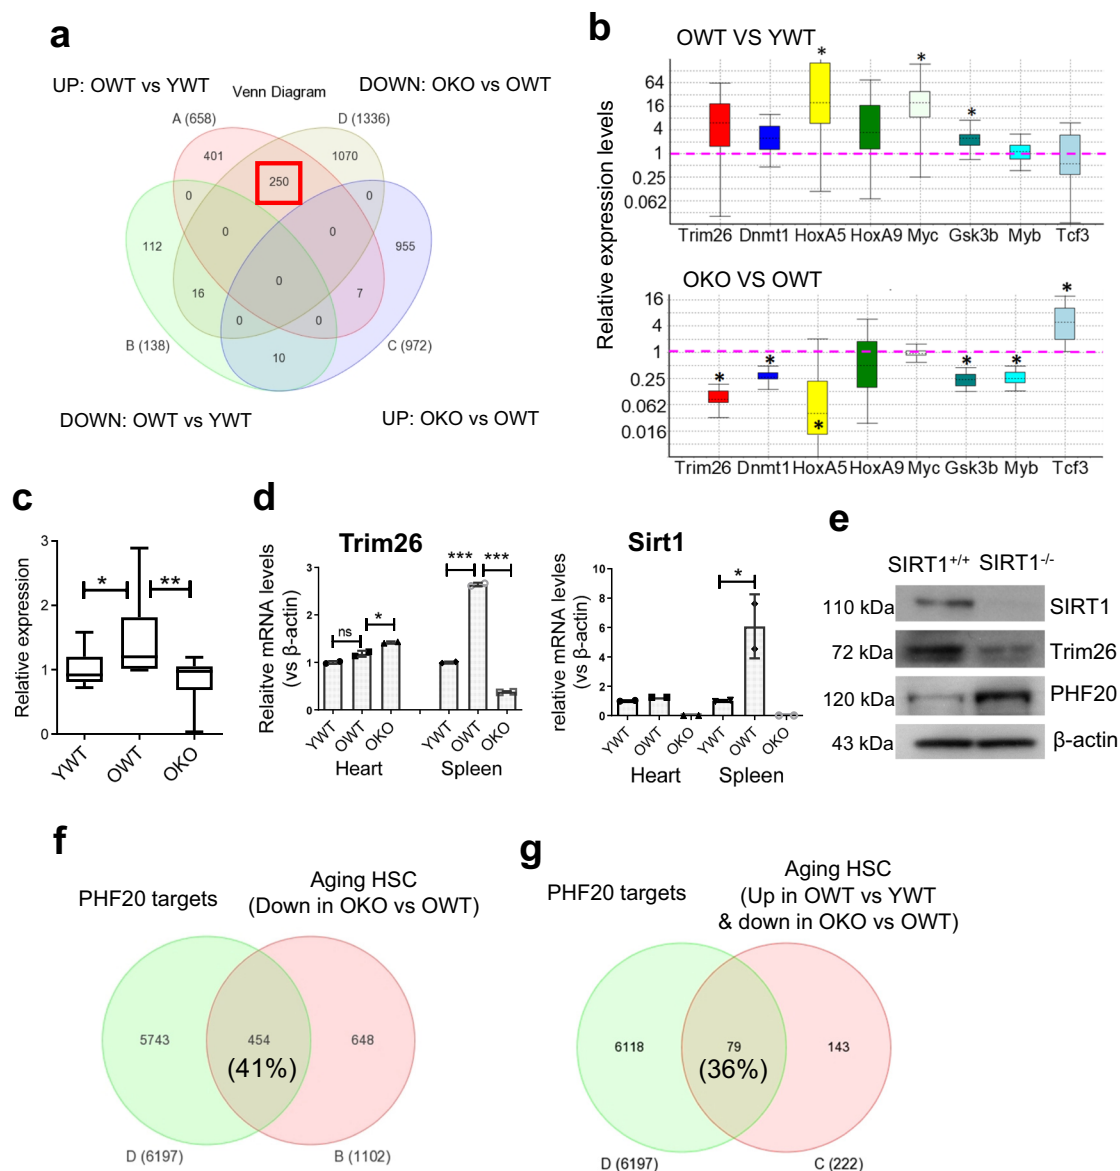 a
UP: OWT vs YWT
DOWN: OKO vs OWT
Venn Diagram
A (658)
D (1336)
401
1070
250
0
0
112
0
0
955
0
16
7
0
0
B (138)
10
C (972)
DOWN: OWT vs YWT
UP: OKO vs OWT
b
OWT VS YWT
Relative expression levels
64
16
4
1
0.25
0.062
* * *
Trim26 Dnmt1 HoxA5 HoxA9 Myc Gsk3b Myb Tcf3
OKO VS OWT
16
4
1
0.25
0.062
0.016
* * * * * *
Trim26 Dnmt1 HoxA5 HoxA9 Myc Gsk3b Myb Tcf3
c
Relative expression
3
2
1
0
* **
YWT OWT OKO
d
Trim26
Relaitve mRNA levels
(vs β-actin)
3
2
1
0
ns * *** ***
YWT OWT OKO YWT OWT OKO
Heart Spleen
Sirt1
relative mRNA levles
(vs β-actin)
10
8
6
4
2
0
*
YWT OWT OKO YWT OWT OKO
Heart Spleen
e
SIRT1+/+ SIRT1-/-
110 kDa SIRT1
72 kDa Trim26
120 kDa PHF20
43 kDa β-actin
f
PHF20 targets
Aging HSC
(Down in OKO vs OWT)
5743 454 648
(41%)
D (6197) B (1102)
g
PHF20 targets
Aging HSC
(Up in OWT vs YWT
& down in OKO vs OWT)
6118 79 143
(36%)
D (6197) C (222)